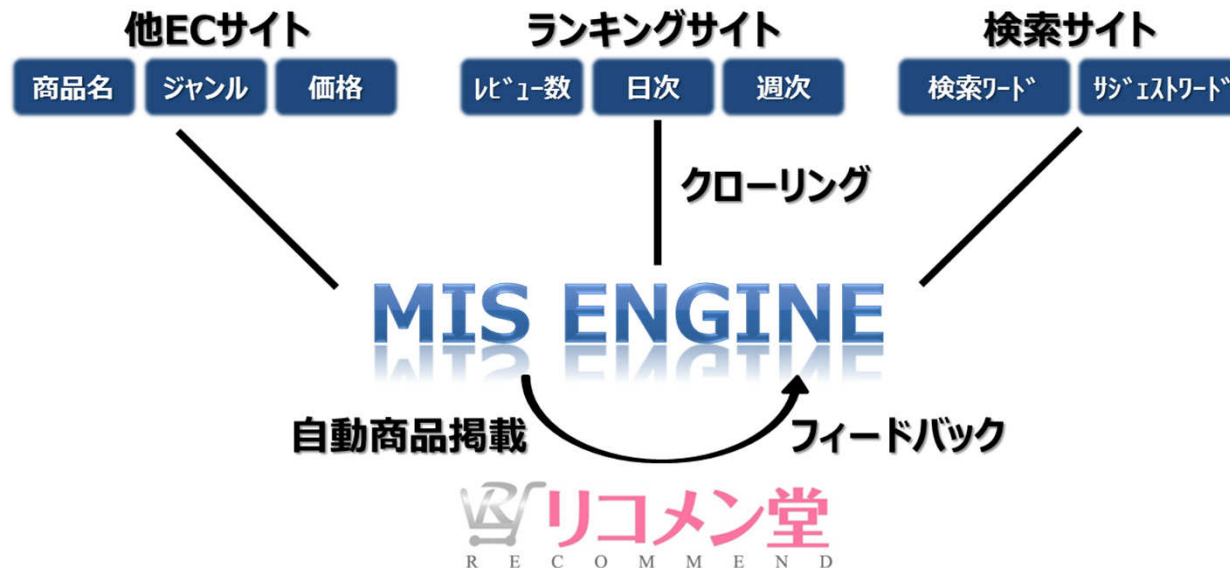 他ECサイト ランキングサイト 検索サイト
商品名 ジャンル 価格 ﾚﾋﾞｭｰ数 日次 週次 検索ﾜｰﾄﾞ ｻｼﾞｪｽﾄﾜｰﾄﾞ
クローリング
MIS ENGINE
自動商品掲載 フィードバック
リコメン堂
RECOMMEND